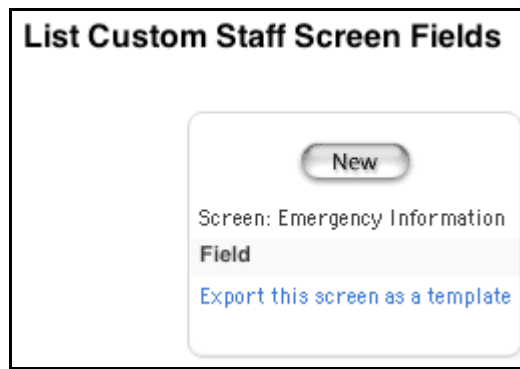 List Custom Staff Screen Fields
New
Screen: Emergency Information
Field
Export this screen as a template